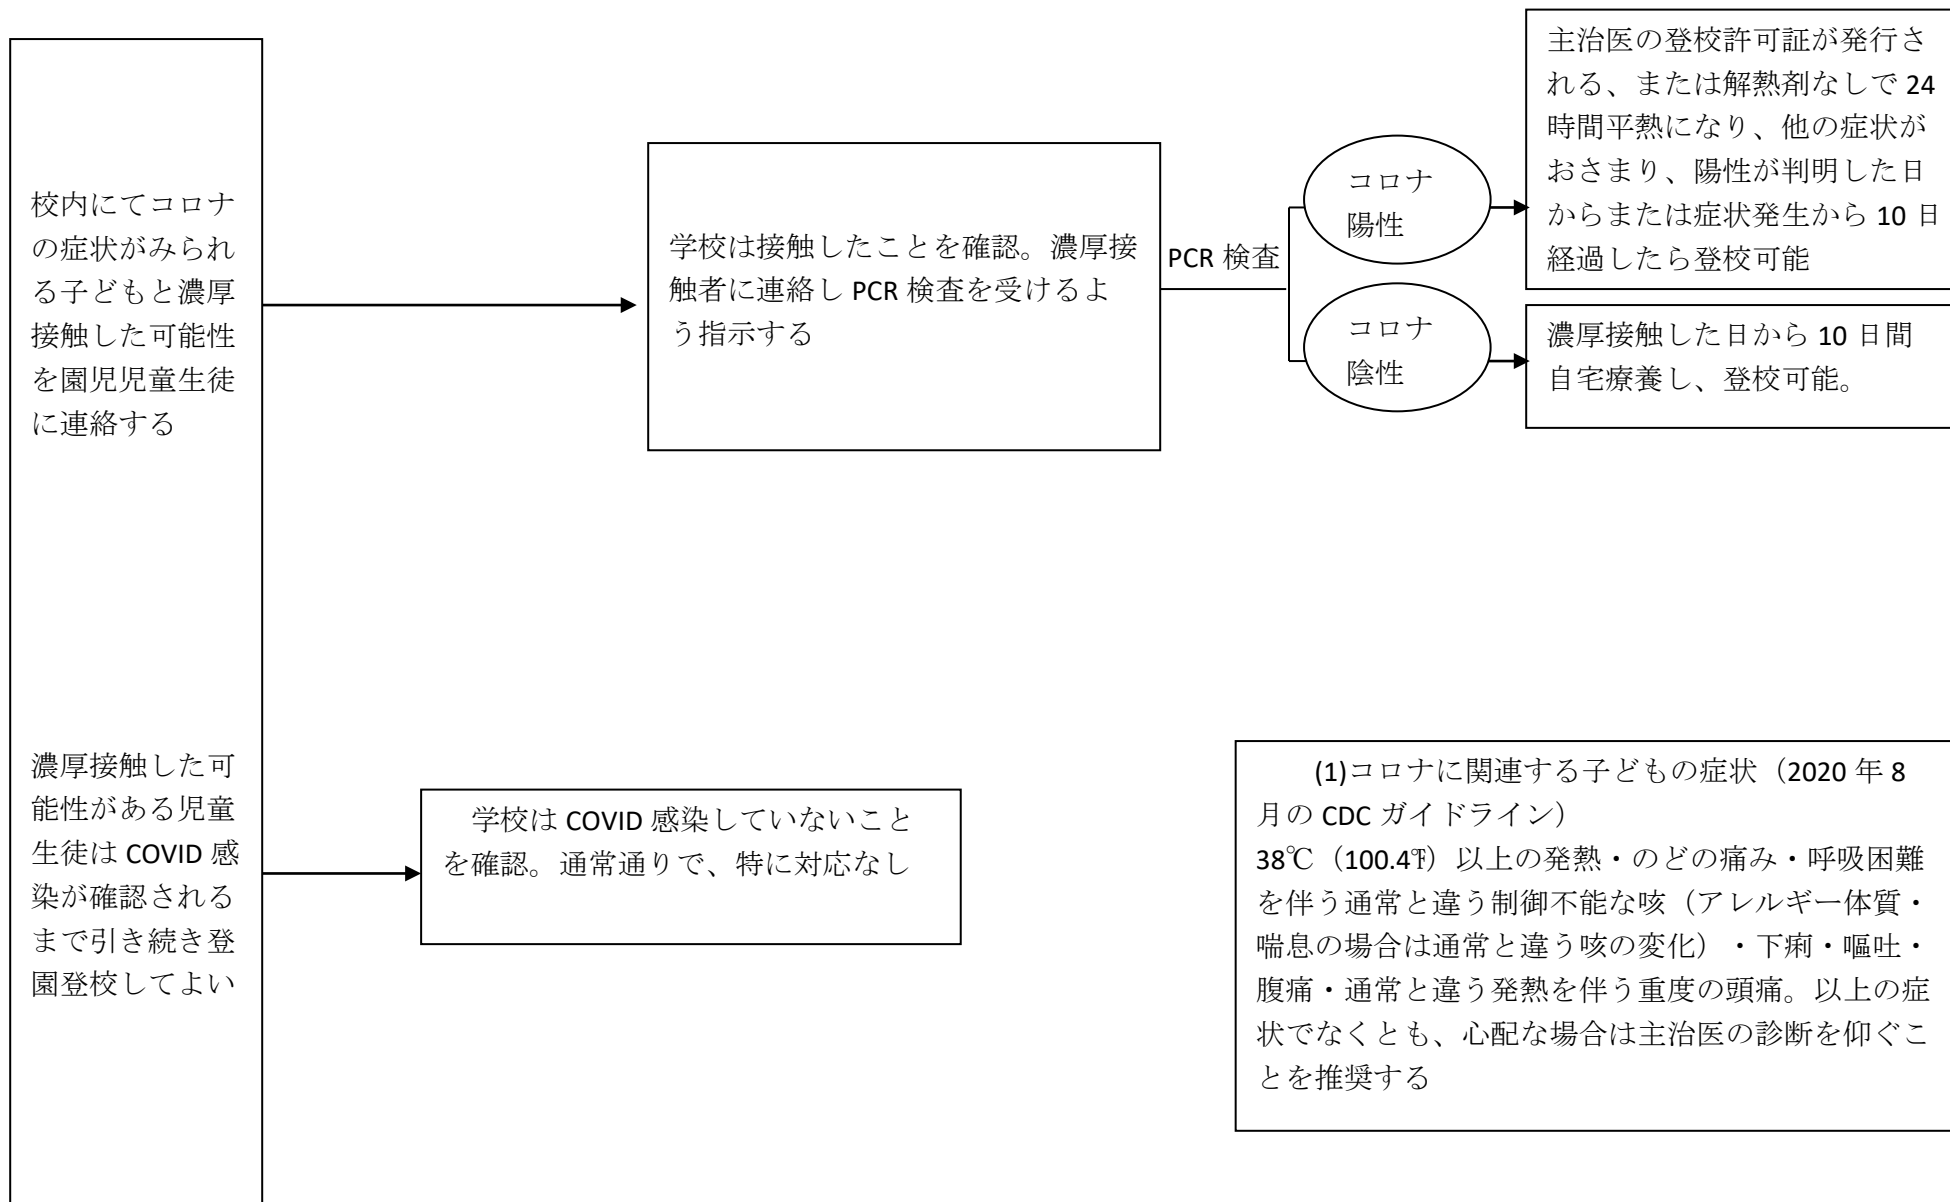 校内にてコロナ
の症状がみられ
る子どもと濃厚
接触した可能性
を園児児童生徒
に連絡する
濃厚接触した可
能性がある児童
生徒は COVID 感
染が確認される
まで引き続き登
園登校してよい
学校は接触したことを確認。濃厚接
触者に連絡し PCR 検査を受けるよ
う指示する
PCR 検査
コロナ
陽性
主治医の登校許可証が発行さ
れる、または解熱剤なしで 24
時間平熱になり、他の症状が
おさまり、陽性が判明した日
からまたは症状発生から 10 日
経過したら登校可能
コロナ
陰性
濃厚接触した日から 10 日間
自宅療養し、登校可能。
学校は COVID 感染していないこと
を確認。通常通りで、特に対応なし
(1)コロナに関連する子どもの症状（2020 年 8
月の CDC ガイドライン）
38℃（100.4℉）以上の発熱・のどの痛み・呼吸困難
を伴う通常と違う制御不能な咳（アレルギー体質・
喘息の場合は通常と違う咳の変化）・下痢・嘔吐・
腹痛・通常と違う発熱を伴う重度の頭痛。以上の症
状でなくとも、心配な場合は主治医の診断を仰ぐこ
とを推奨する